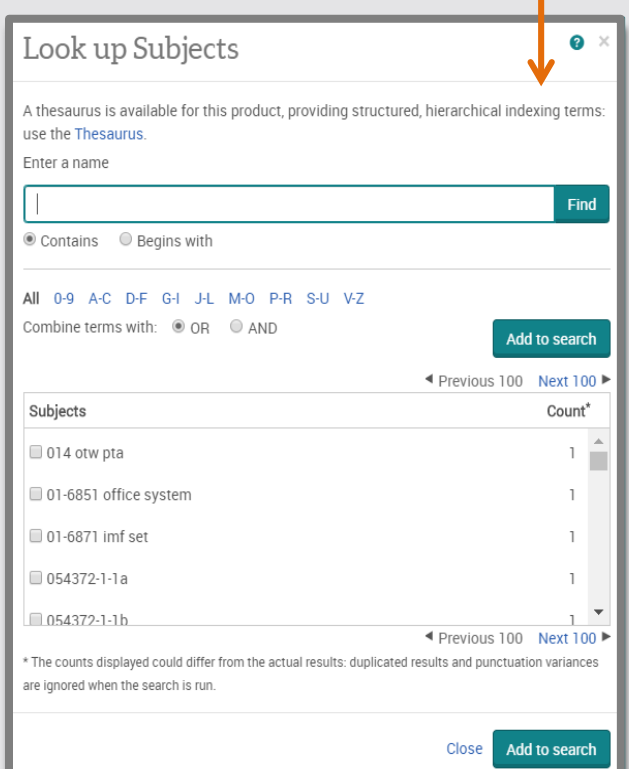 Look up Subjects ? ×
A thesaurus is available for this product, providing structured, hierarchical indexing terms:
use the Thesaurus.
Enter a name
Find
Contains Begins with
All 0-9 A-C D-F G-I J-L M-O P-R S-U V-Z
Combine terms with: OR AND
Add to search
◀ Previous 100 Next 100 ▶
Subjects Count*
014 otw pta 1
01-6851 office system 1
01-6871 imf set 1
054372-1-1a 1
054372-1-1b 1
◀ Previous 100 Next 100 ▶
* The counts displayed could differ from the actual results: duplicated results and punctuation variances
are ignored when the search is run.
Close Add to search